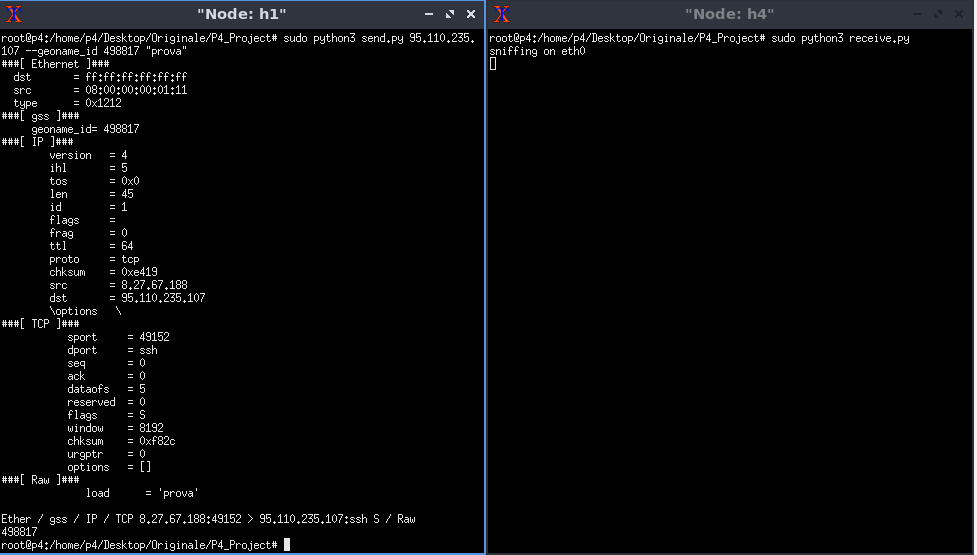 "Node: h1"
root@p4:/home/p4/Desktop/Originale/P4_Project# sudo python3 send.py 95.110.235.
107 --geoname_id 498817 "prova"
###[ Ethernet ]###
  dst       = ff:ff:ff:ff:ff:ff
  src       = 08:00:00:00:01:11
  type      = 0x1212
###[ gss ]###
     geoname_id= 498817
###[ IP ]###
        version   = 4
        ihl       = 5
        tos       = 0x0
        len       = 45
        id        = 1
        flags     =
        frag      = 0
        ttl       = 64
        proto     = tcp
        chksum    = 0xe419
        src       = 8.27.67.188
        dst       = 95.110.235.107
        \options   \
###[ TCP ]###
           sport     = 49152
           dport     = ssh
           seq       = 0
           ack       = 0
           dataofs   = 5
           reserved  = 0
           flags     = S
           window    = 8192
           chksum    = 0xf82c
           urgptr    = 0
           options   = []
###[ Raw ]###
              load      = 'prova'
Ether / gss / IP / TCP 8.27.67.188:49152 > 95.110.235.107:ssh S / Raw
498817
root@p4:/home/p4/Desktop/Originale/P4_Project#
"Node: h4"
root@p4:/home/p4/Desktop/Originale/P4_Project# sudo python3 receive.py
sniffing on eth0